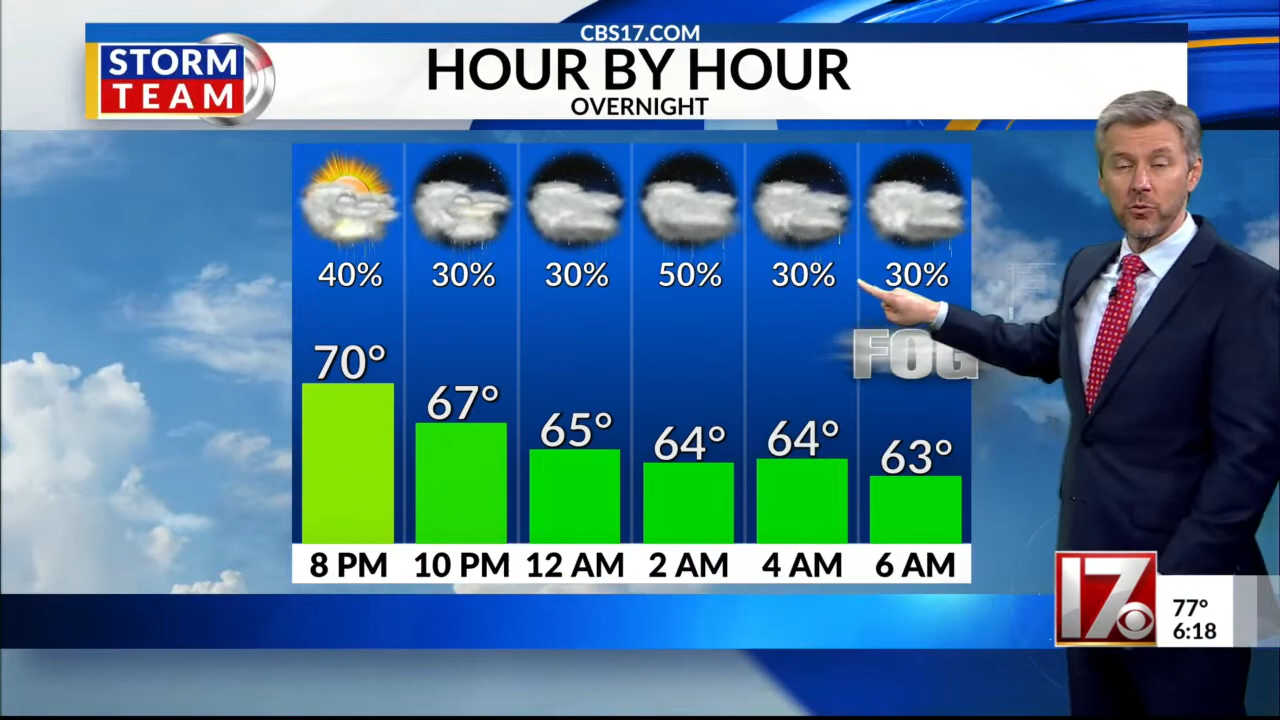 CBS17.COM
STORM
TEAM
HOUR BY HOUR
OVERNIGHT
40% 30% 30% 50% 30% 30%
FOG
70° 67° 65° 64° 64° 63°
8 PM 10 PM 12 AM 2 AM 4 AM 6 AM
17
77°
6:18